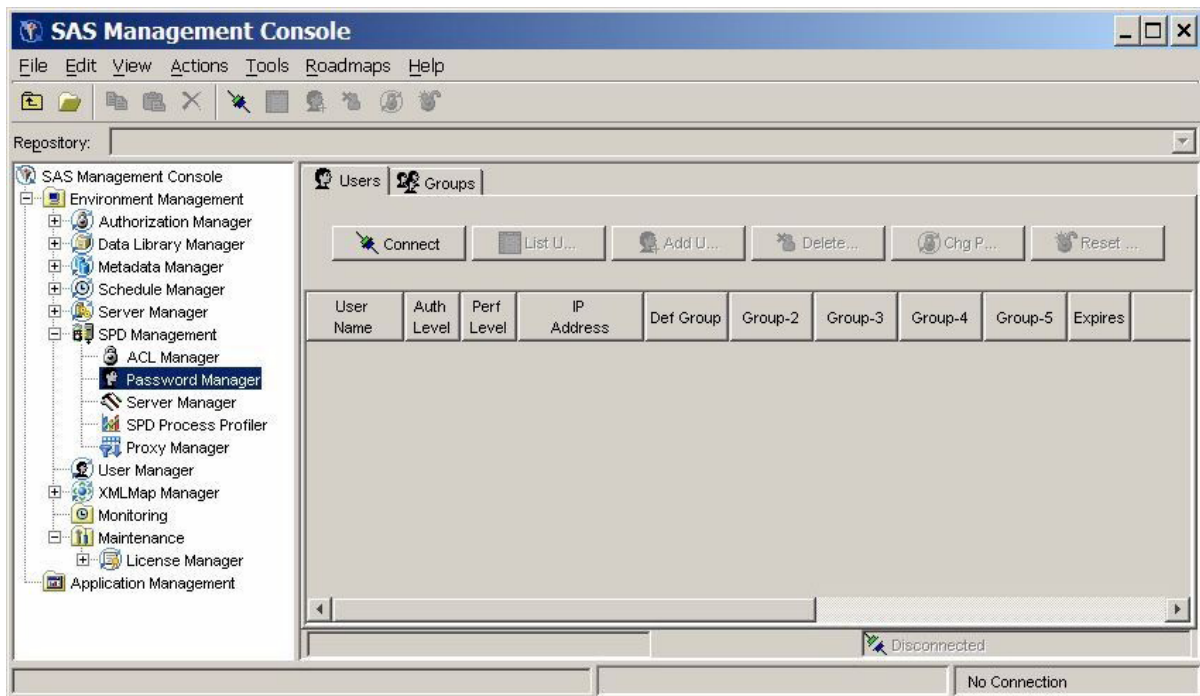 SAS Management Console
File Edit View Actions Tools Roadmaps Help
Repository:
SAS Management Console
Environment Management
Authorization Manager
Data Library Manager
Metadata Manager
Schedule Manager
Server Manager
SPD Management
ACL Manager
Password Manager
Server Manager
SPD Process Profiler
Proxy Manager
User Manager
XMLMap Manager
Monitoring
Maintenance
License Manager
Application Management
Users Groups
Connect List U... Add U... Delete... Chg P... Reset ...
User Name Auth Level Perf Level IP Address Def Group Group-2 Group-3 Group-4 Group-5 Expires
Disconnected
No Connection